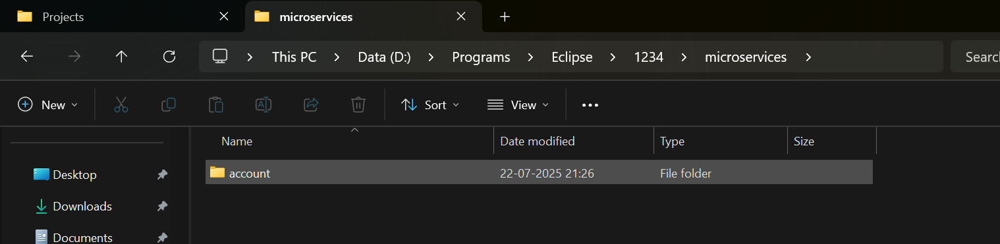 Projects
microservices
This PC
Data (D:)
Programs
Eclipse
1234
microservices
New
Sort
View
Name
Date modified
Type
Size
account
22-07-2025 21:26
File folder
Desktop
Downloads
Documents